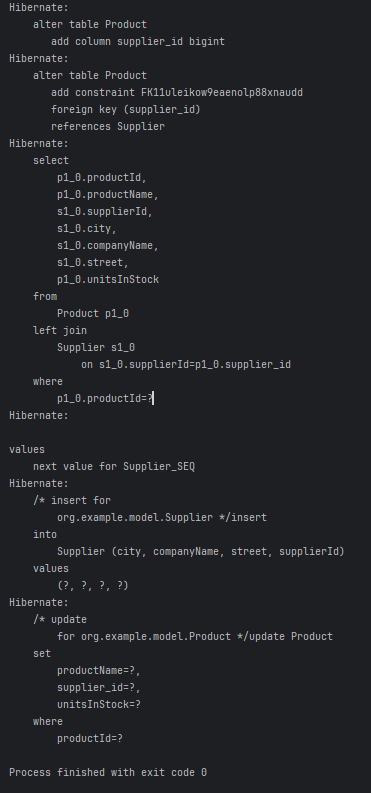 Hibernate:
    alter table Product
       add column supplier_id bigint
Hibernate:
    alter table Product
       add constraint FK11uleikow9eaenolp88xnaudd
       foreign key (supplier_id)
       references Supplier
Hibernate:
    select
        p1_0.productId,
        p1_0.productName,
        s1_0.supplierId,
        s1_0.city,
        s1_0.companyName,
        s1_0.street,
        p1_0.unitsInStock
    from
        Product p1_0
    left join
        Supplier s1_0
            on s1_0.supplierId=p1_0.supplier_id
    where
        p1_0.productId=?
Hibernate:

values
    next value for Supplier_SEQ
Hibernate:
    /* insert for
        org.example.model.Supplier */insert
    into
        Supplier (city, companyName, street, supplierId)
    values
        (?, ?, ?, ?)
Hibernate:
    /* update
        for org.example.model.Product */update Product
    set
        productName=?,
        supplier_id=?,
        unitsInStock=?
    where
        productId=?

Process finished with exit code 0